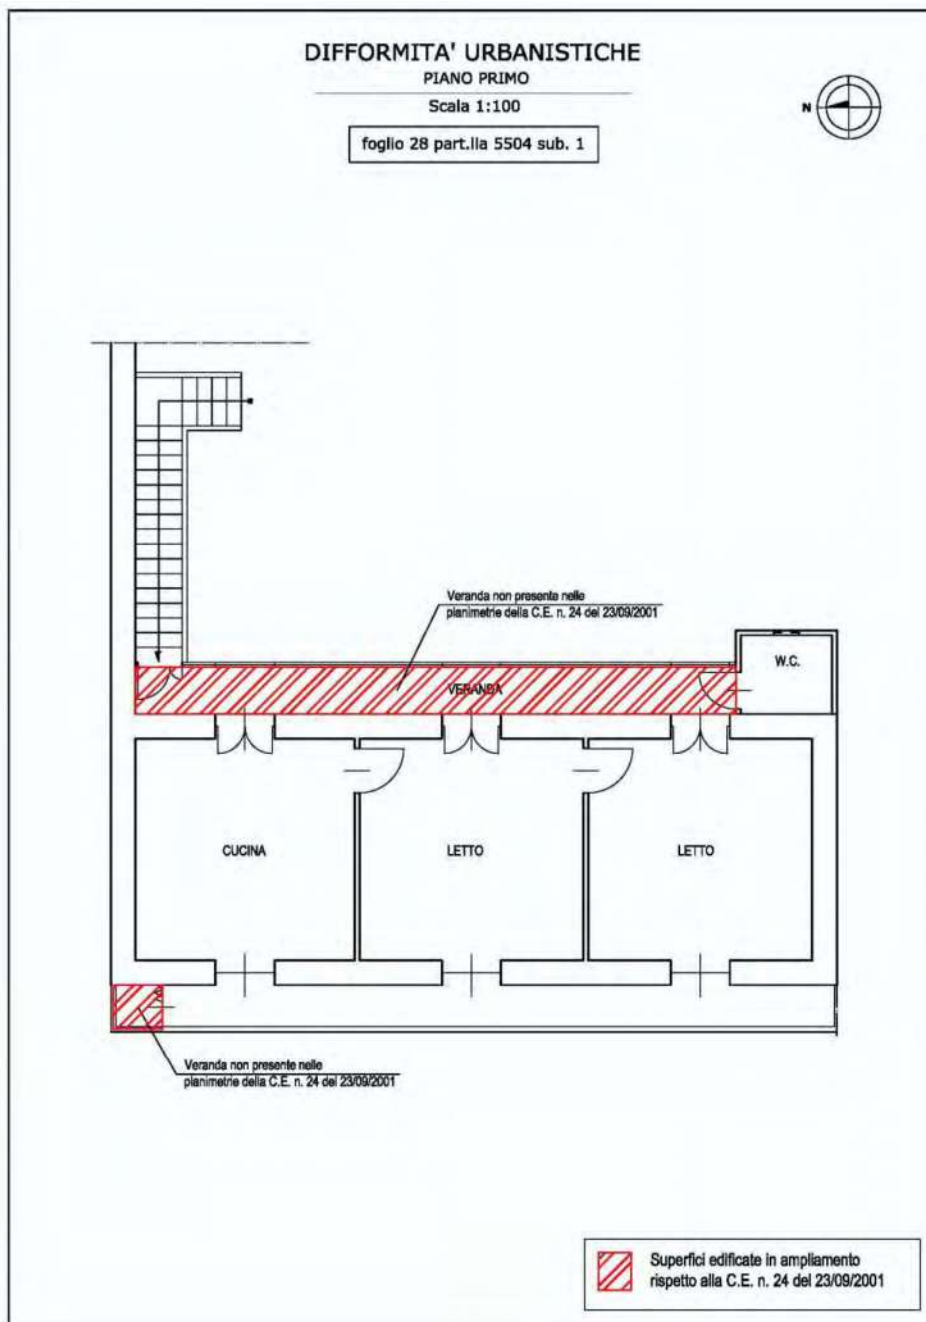 DIFFORMITA' URBANISTICHE
PIANO PRIMO
Scala 1:100
foglio 28 part.lla 5504 sub. 1
N
Veranda non presente nelle
planimetrie della C.E. n. 24 del 23/09/2001
W.C.
VERANDA
CUCINA
LETTO
LETTO
Veranda non presente nelle
planimetrie della C.E. n. 24 del 23/09/2001
Superfici edificate in ampliamento
rispetto alla C.E. n. 24 del 23/09/2001